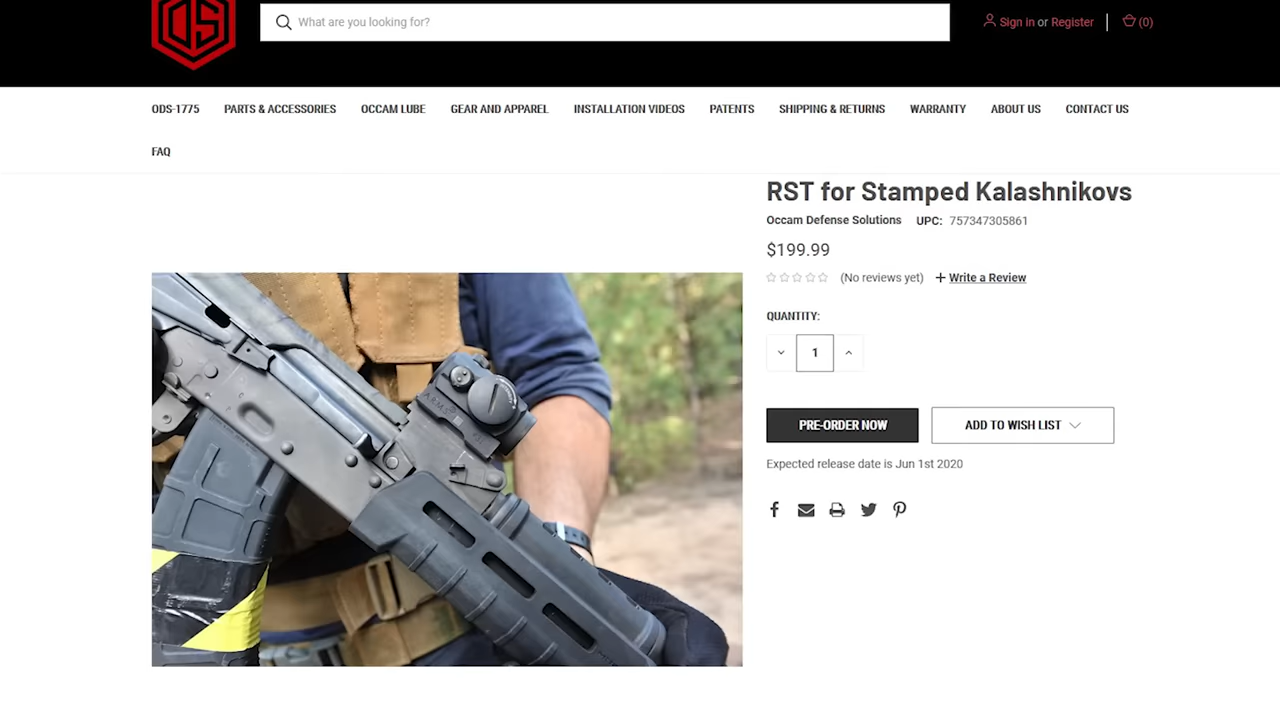 What are you looking for?
Sign in or Register
(0)
ODS-1775 PARTS & ACCESSORIES OCCAM LUBE GEAR AND APPAREL INSTALLATION VIDEOS PATENTS SHIPPING & RETURNS WARRANTY ABOUT US CONTACT US
FAQ
RST for Stamped Kalashnikovs
Occam Defense Solutions UPC: 757347305861
$199.99
(No reviews yet) + Write a Review
QUANTITY:
1
PRE-ORDER NOW ADD TO WISH LIST
Expected release date is Jun 1st 2020
A.R.M.S.